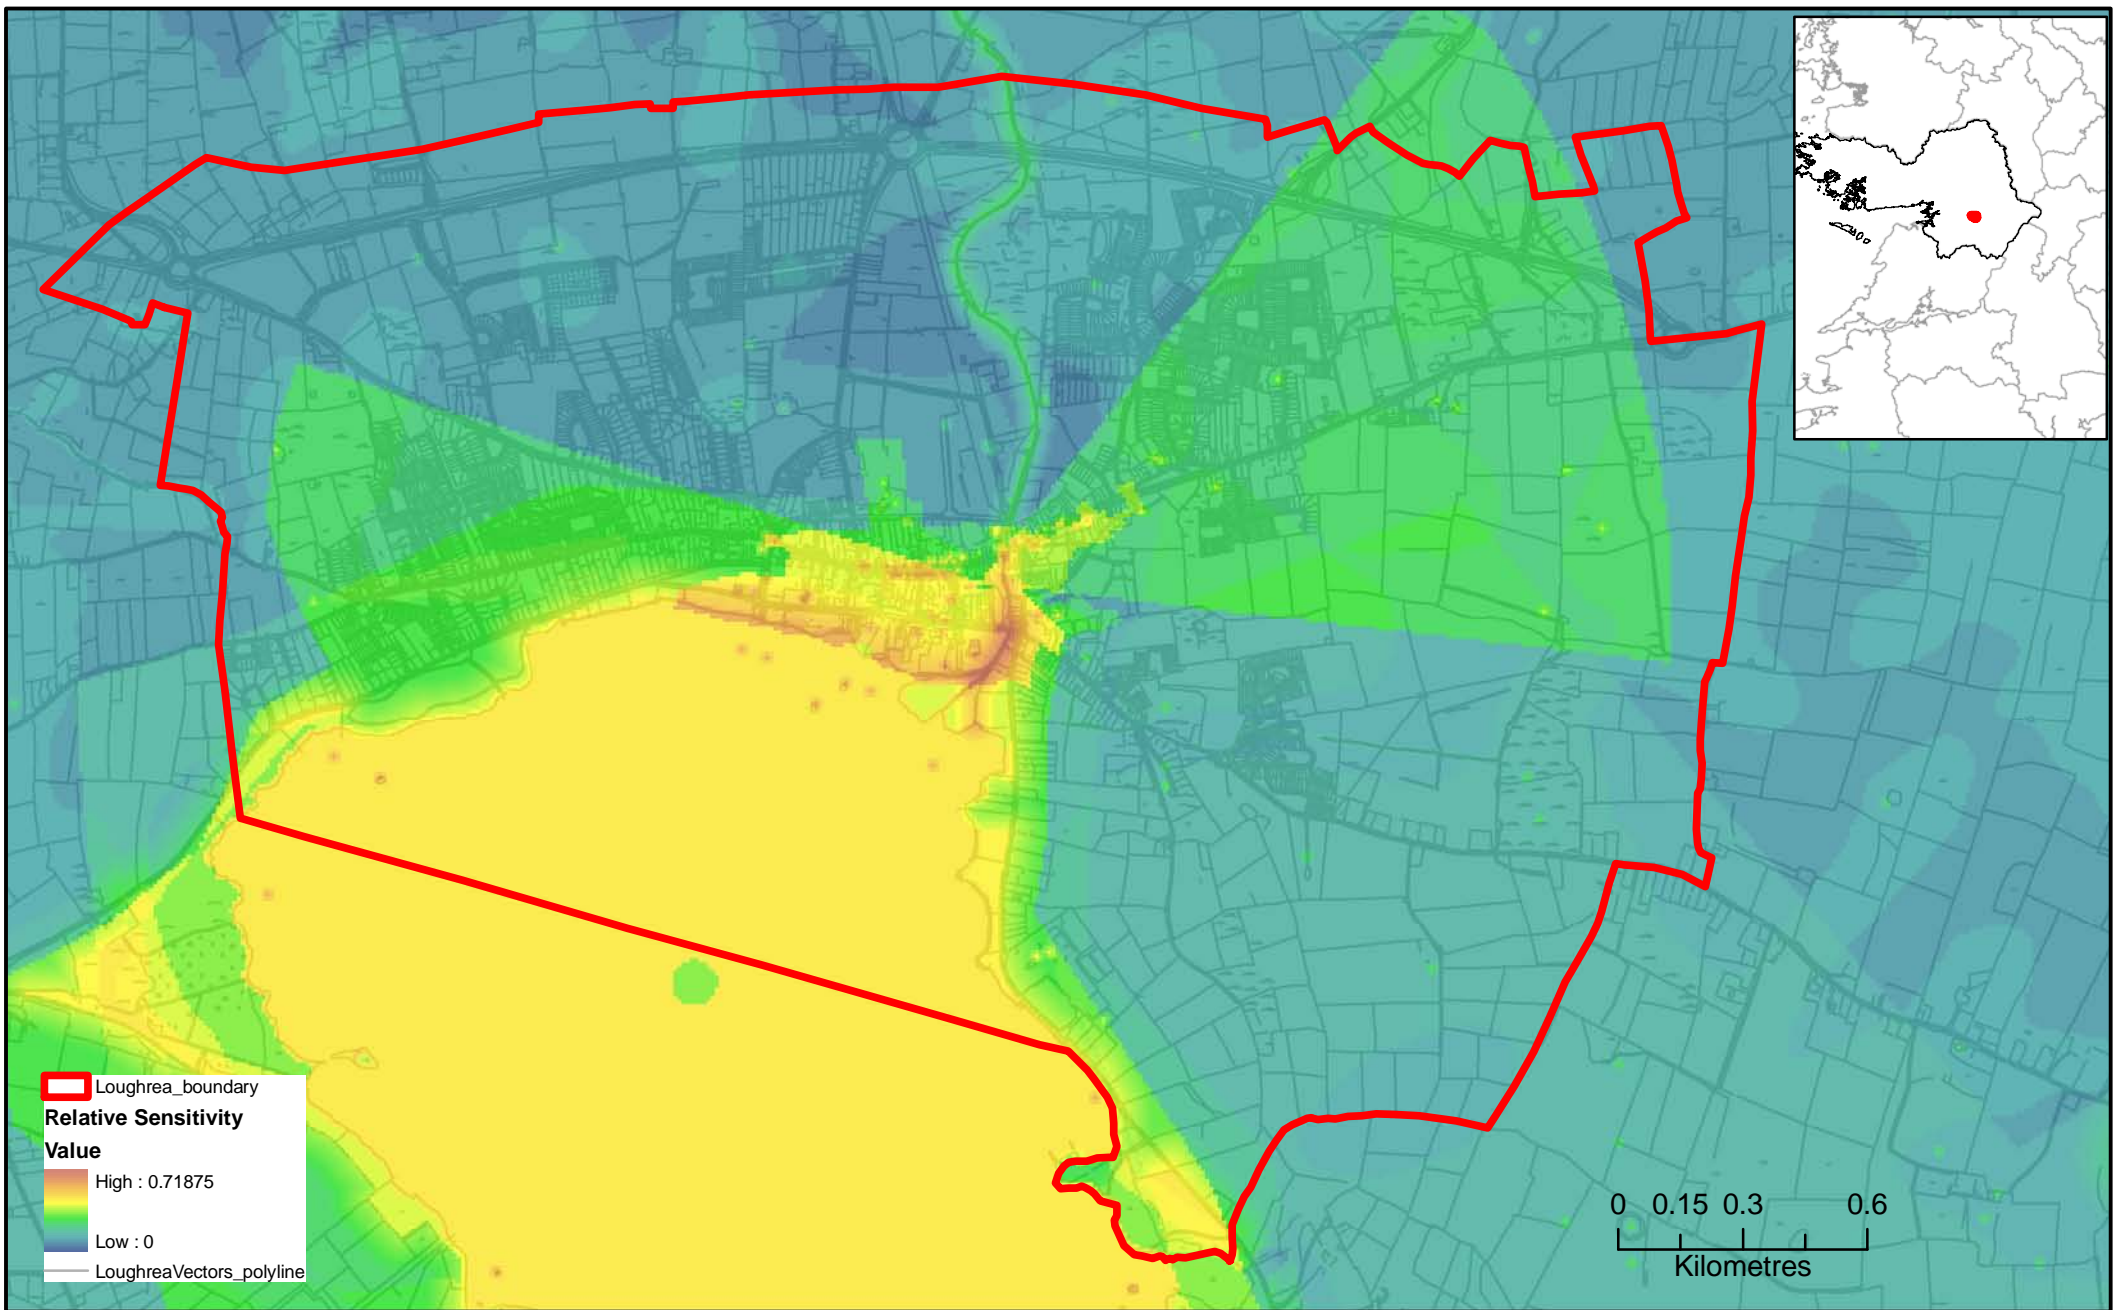 Loughrea_boundary
Relative Sensitivity
Value
High : 0.71875
Low : 0
LoughreaVectors_polyline
0 0.15 0.3 0.6
Kilometres